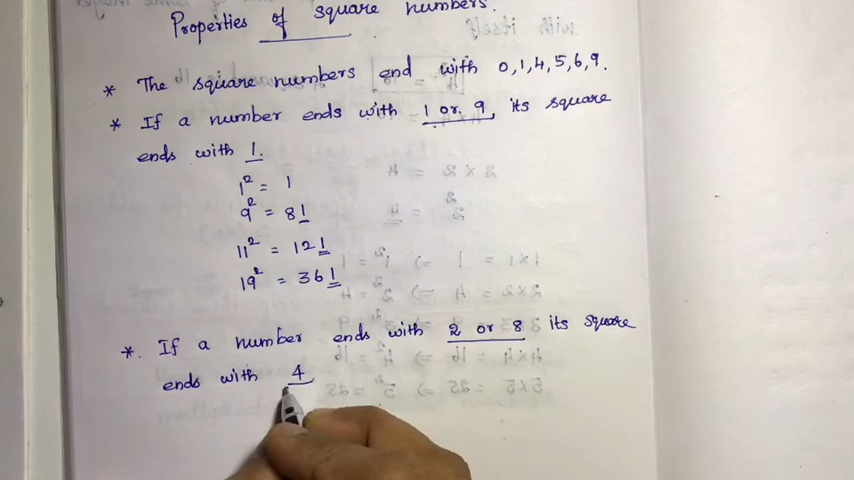 Properties of square numbers.
* The square numbers end with 0,1,4,5,6,9.
* If a number ends with 1 or 9, its square
ends with 1.
1² = 1
9² = 81
11² = 121
19² = 361
*. If a number ends with 2 or 8 its square
ends with 4